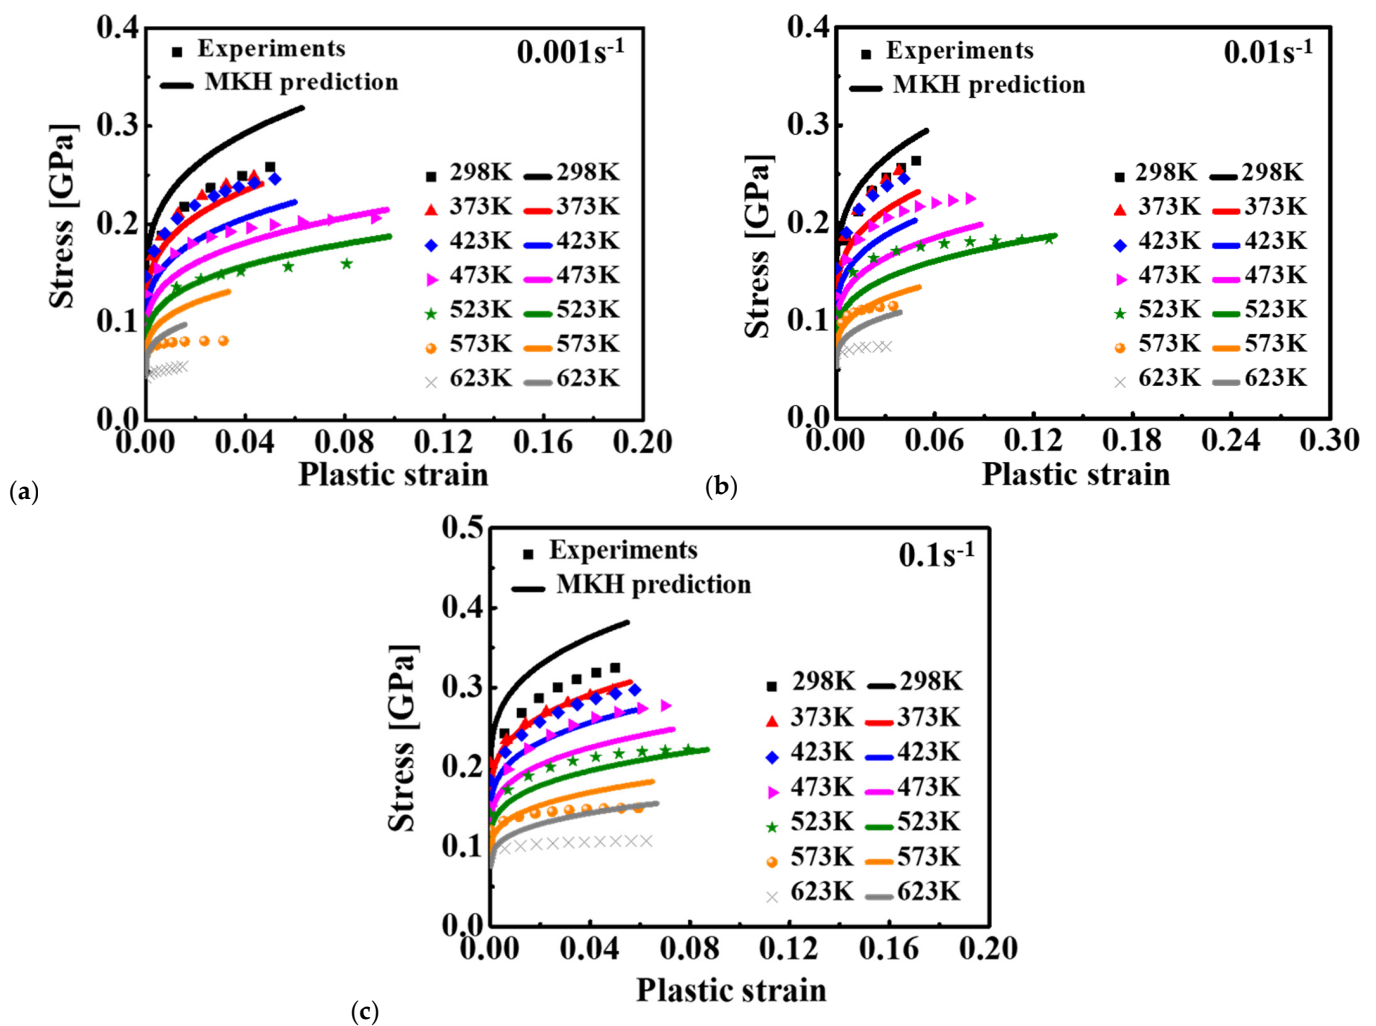 0.4
Experiments
0.001s-1
MKH prediction
0.3
Stress [GPa]
298K 298K
0.2
373K 373K
423K 423K
473K 473K
0.1
523K 523K
573K 573K
623K 623K
0.0
0.00 0.04 0.08 0.12 0.16 0.20
Plastic strain
(a)
0.4
Experiments
0.01s-1
MKH prediction
0.3
Stress [GPa]
298K 298K
0.2
373K 373K
423K 423K
473K 473K
0.1
523K 523K
573K 573K
623K 623K
0.0
0.00 0.06 0.12 0.18 0.24 0.30
Plastic strain
(b)
0.5
Experiments
0.1s-1
MKH prediction
0.4
Stress [GPa]
0.3
298K 298K
373K 373K
0.2
423K 423K
473K 473K
523K 523K
0.1
573K 573K
623K 623K
0.0
0.00 0.04 0.08 0.12 0.16 0.20
Plastic strain
(c)